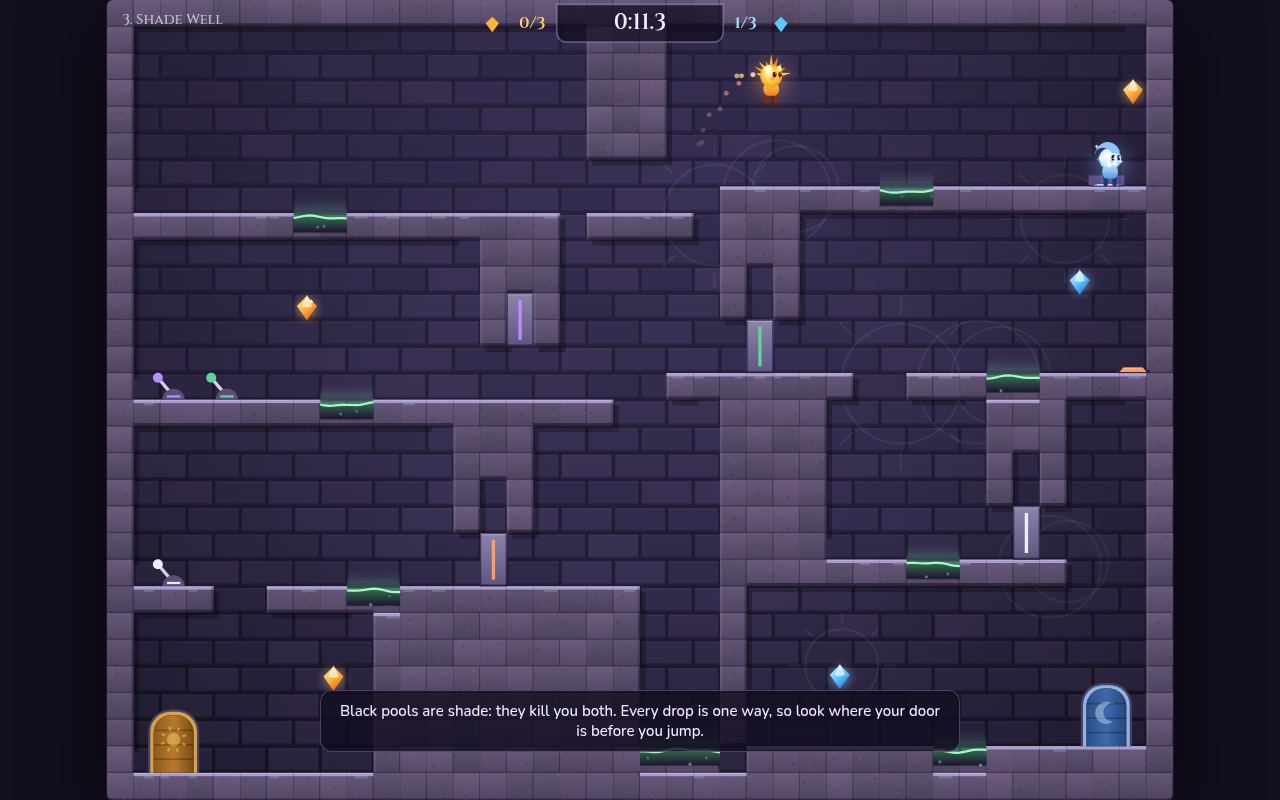 3. Shade Well
0/3
0:11.3
1/3
Black pools are shade: they kill you both. Every drop is one way, so look where your door
is before you jump.